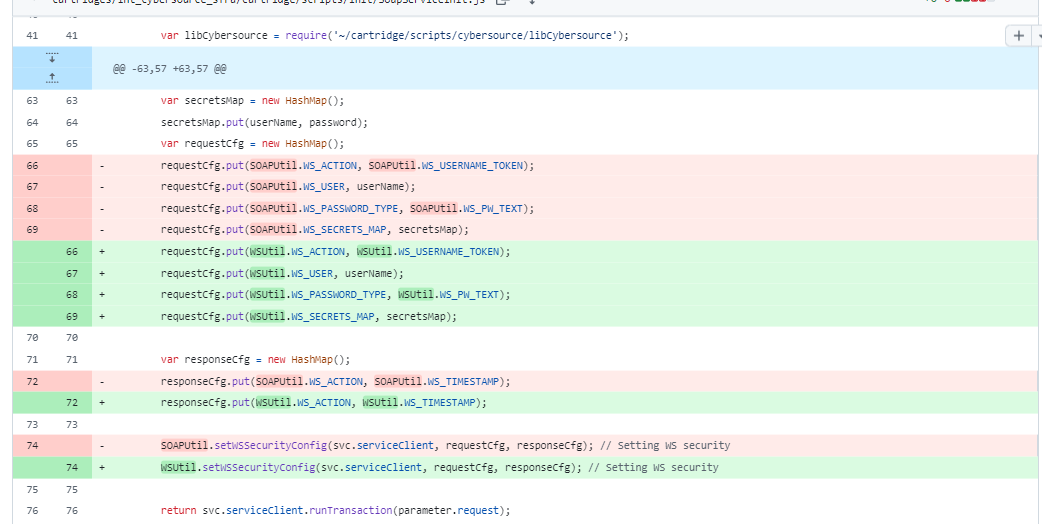 cartridges/int_cybersource_sfra/cartridge/scripts/init/SoapServiceInit.js
41 41 var libCybersource = require('~/cartridge/scripts/cybersource/libCybersource');
@@ -63,57 +63,57 @@
63 63 var secretsMap = new HashMap();
64 64 secretsMap.put(userName, password);
65 65 var requestCfg = new HashMap();
66 - requestCfg.put(SOAPUtil.WS_ACTION, SOAPUtil.WS_USERNAME_TOKEN);
67 - requestCfg.put(SOAPUtil.WS_USER, userName);
68 - requestCfg.put(SOAPUtil.WS_PASSWORD_TYPE, SOAPUtil.WS_PW_TEXT);
69 - requestCfg.put(SOAPUtil.WS_SECRETS_MAP, secretsMap);
66 + requestCfg.put(WSUtil.WS_ACTION, WSUtil.WS_USERNAME_TOKEN);
67 + requestCfg.put(WSUtil.WS_USER, userName);
68 + requestCfg.put(WSUtil.WS_PASSWORD_TYPE, WSUtil.WS_PW_TEXT);
69 + requestCfg.put(WSUtil.WS_SECRETS_MAP, secretsMap);
70 70
71 71 var responseCfg = new HashMap();
72 - responseCfg.put(SOAPUtil.WS_ACTION, SOAPUtil.WS_TIMESTAMP);
72 + responseCfg.put(WSUtil.WS_ACTION, WSUtil.WS_TIMESTAMP);
73 73
74 - SOAPUtil.setWSSecurityConfig(svc.serviceClient, requestCfg, responseCfg); // Setting WS security
74 + WSUtil.setWSSecurityConfig(svc.serviceClient, requestCfg, responseCfg); // Setting WS security
75 75
76 76 return svc.serviceClient.runTransaction(parameter.request);